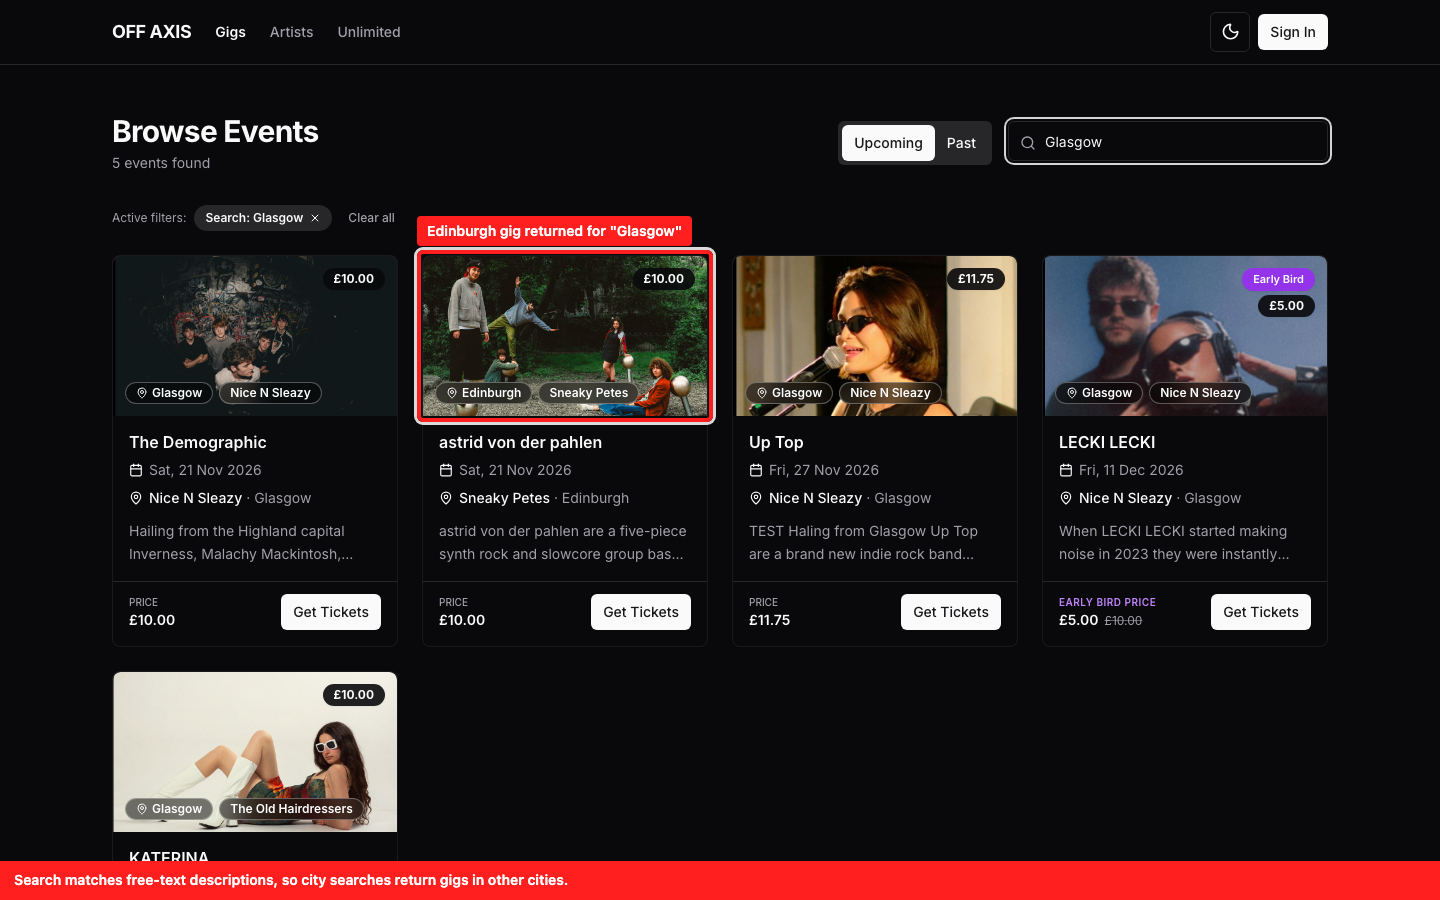 OFF AXIS Gigs Artists Unlimited Sign In
Browse Events
5 events found
Upcoming Past
Glasgow
Active filters: Search: Glasgow Clear all
Edinburgh gig returned for "Glasgow"
£10.00
Glasgow Nice N Sleazy
The Demographic
Sat, 21 Nov 2026
Nice N Sleazy · Glasgow
Hailing from the Highland capital
Inverness, Malachy Mackintosh,...
PRICE
£10.00
Get Tickets
£10.00
Edinburgh Sneaky Petes
astrid von der pahlen
Sat, 21 Nov 2026
Sneaky Petes · Edinburgh
astrid von der pahlen are a five-piece
synth rock and slowcore group bas...
PRICE
£10.00
Get Tickets
£11.75
Glasgow Nice N Sleazy
Up Top
Fri, 27 Nov 2026
Nice N Sleazy · Glasgow
TEST Haling from Glasgow Up Top
are a brand new indie rock band...
PRICE
£11.75
Get Tickets
Early Bird
£5.00
Glasgow Nice N Sleazy
LECKI LECKI
Fri, 11 Dec 2026
Nice N Sleazy · Glasgow
When LECKI LECKI started making
noise in 2023 they were instantly...
EARLY BIRD PRICE
£5.00 £10.00
Get Tickets
£10.00
Glasgow The Old Hairdressers
KATERINA
Search matches free-text descriptions, so city searches return gigs in other cities.